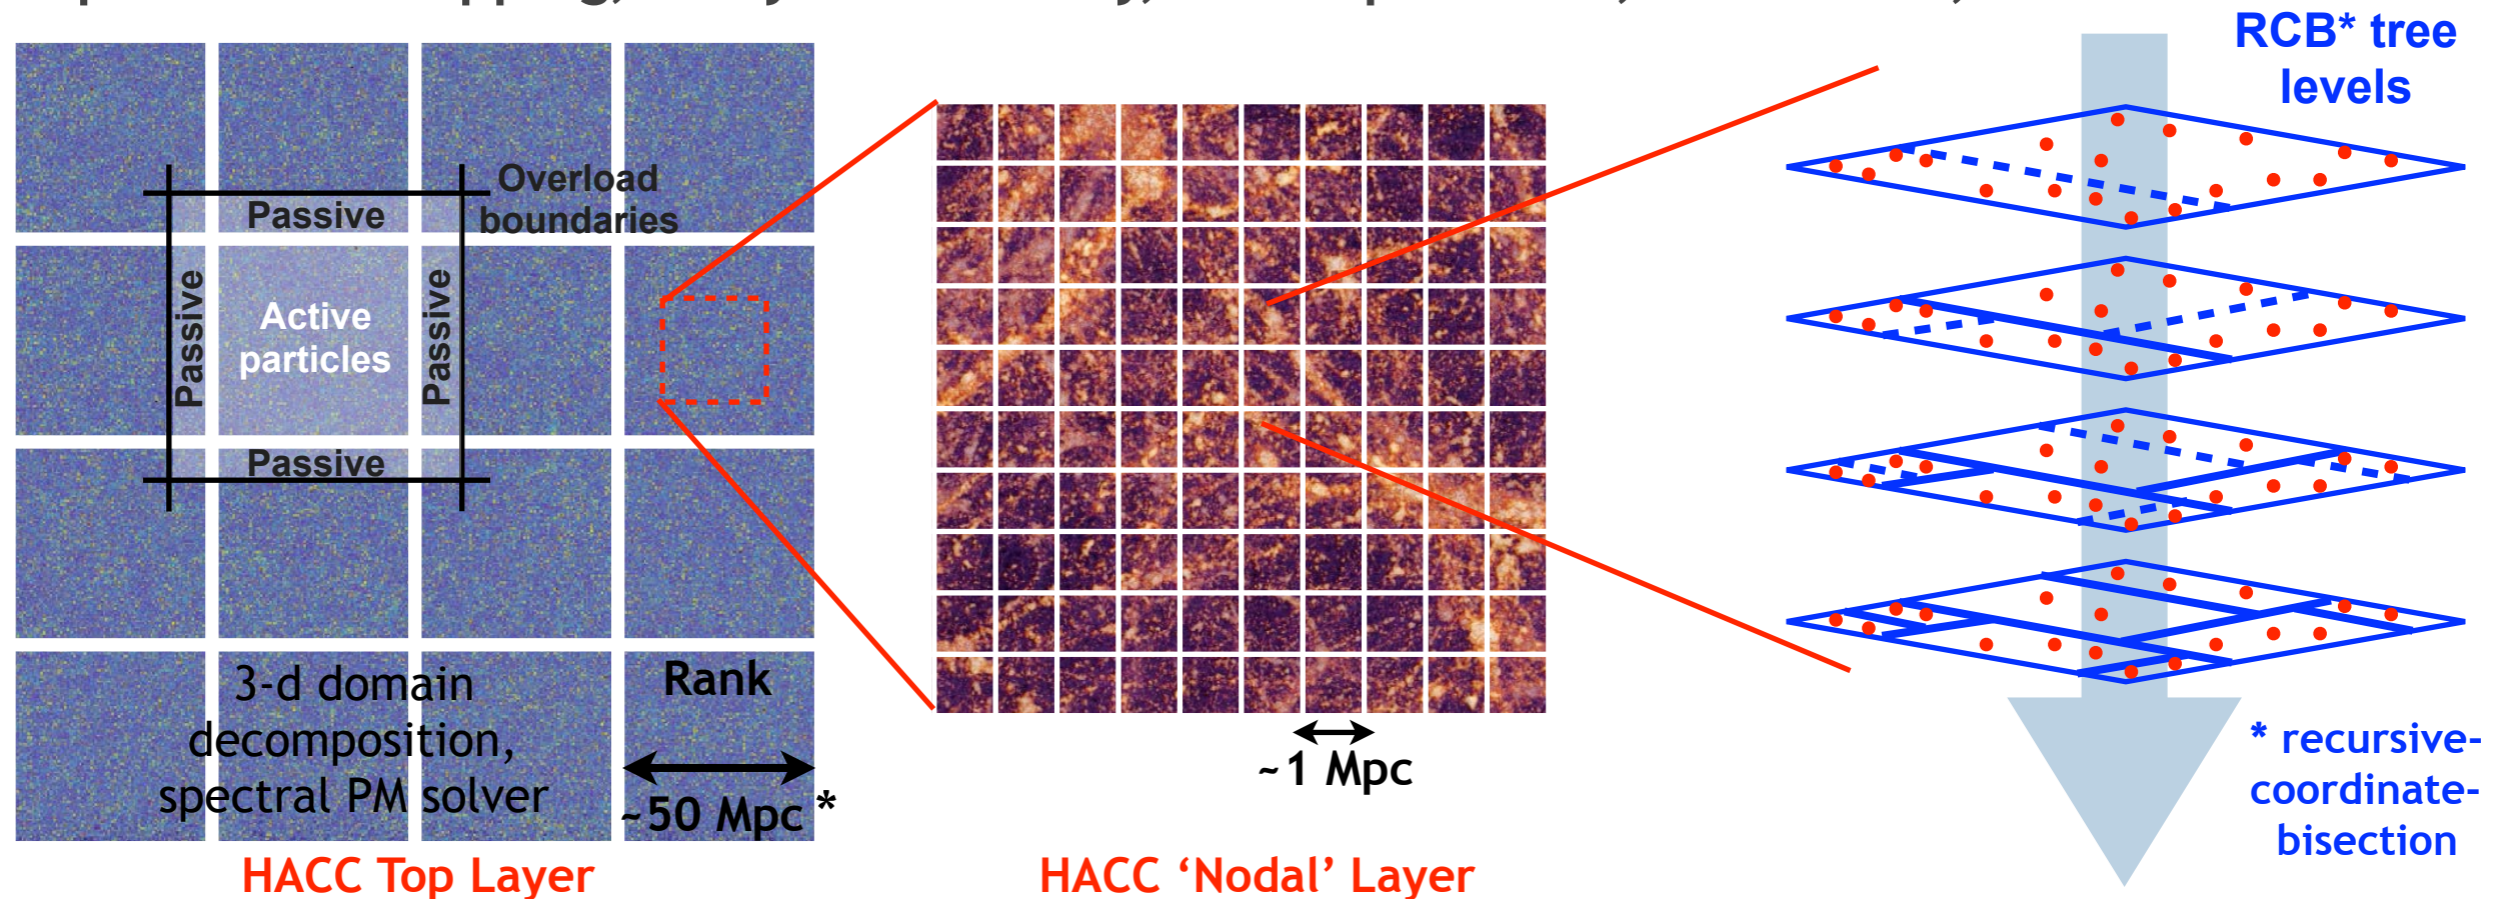 RCB* tree
levels
Overload
boundaries
Passive
Passive
Active
particles
Passive
Passive
3-d domain
decomposition,
spectral PM solver
Rank
~50 Mpc *
HACC Top Layer
~1 Mpc
HACC ‘Nodal’ Layer
* recursive-
coordinate-
bisection